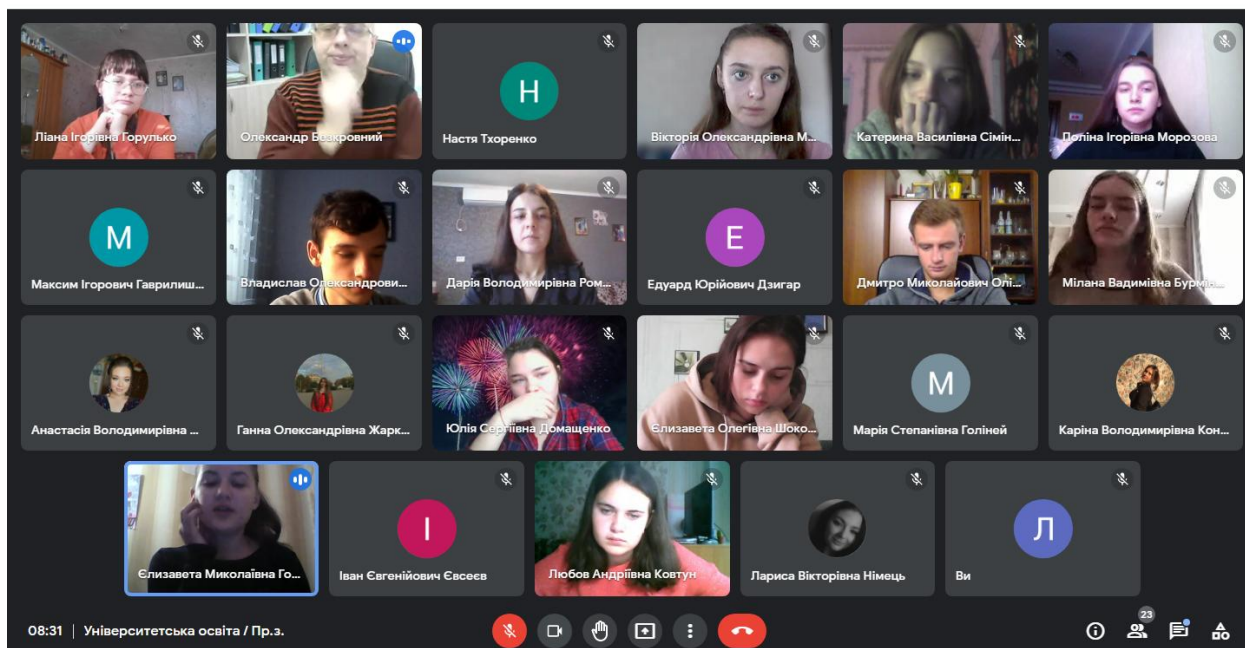 Ліана Ігорівна Горулько
Олександр Безкровний
Н
Настя Тхоренко
Вікторія Олександрівна М...
Катерина Василівна Сімін...
Поліна Ігорівна Морозова
М
Максим Ігорович Гаврилиш...
Владислав Олександрови...
Дарія Володимирівна Ром...
Е
Едуард Юрійович Дзигар
Дмитро Миколайович Олі...
Мілана Вадимівна Бурмін...
Анастасія Володимирівна ...
Ганна Олександрівна Жарк...
Юлія Сергіївна Домащенко
Єлизавета Олегівна Шоко...
М
Марія Степанівна Голіней
Каріна Володимирівна Кон...
Єлизавета Миколаївна Го...
І
Іван Євгенійович Євсеєв
Любов Андріївна Ковтун
Лариса Вікторівна Німець
Л
Ви
08:31 | Університетська освіта / Пр.з.
23